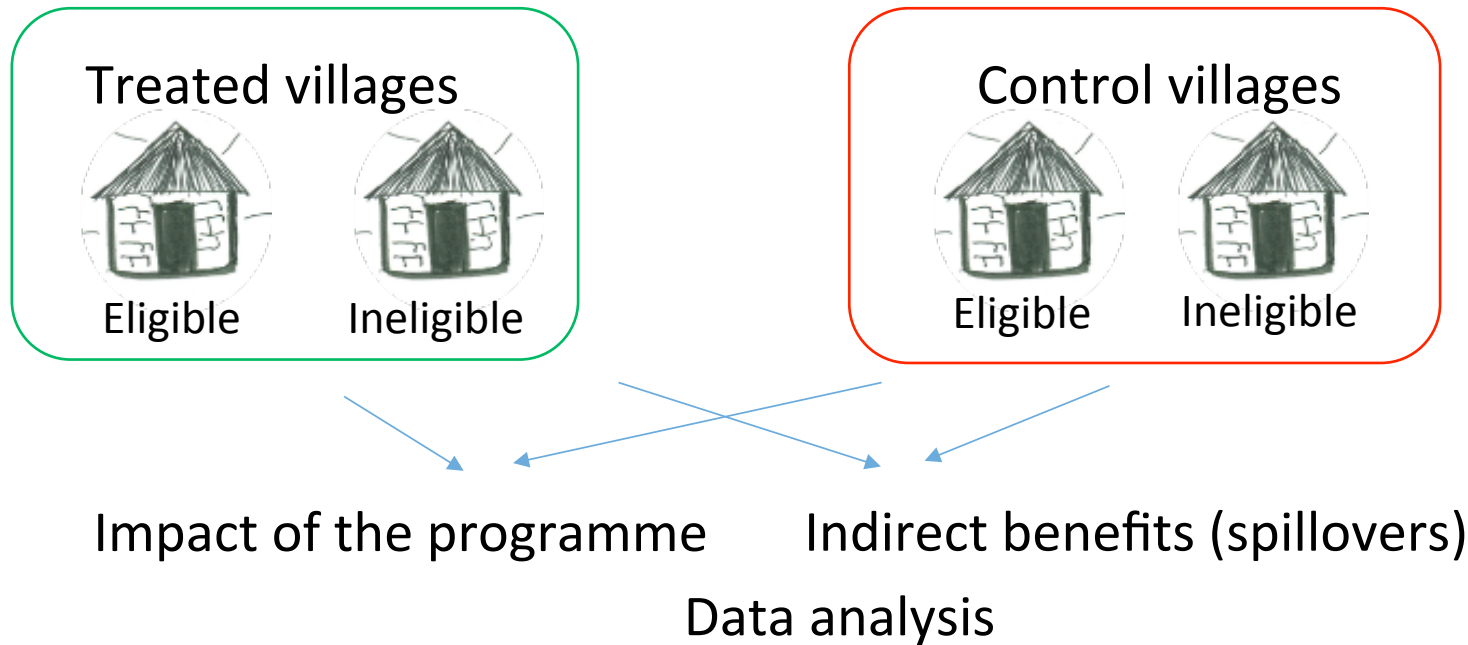 Treated villages
Eligible
Ineligible
Control villages
Eligible
Ineligible
Impact of the programme
Indirect benefits (spillovers)
Data analysis